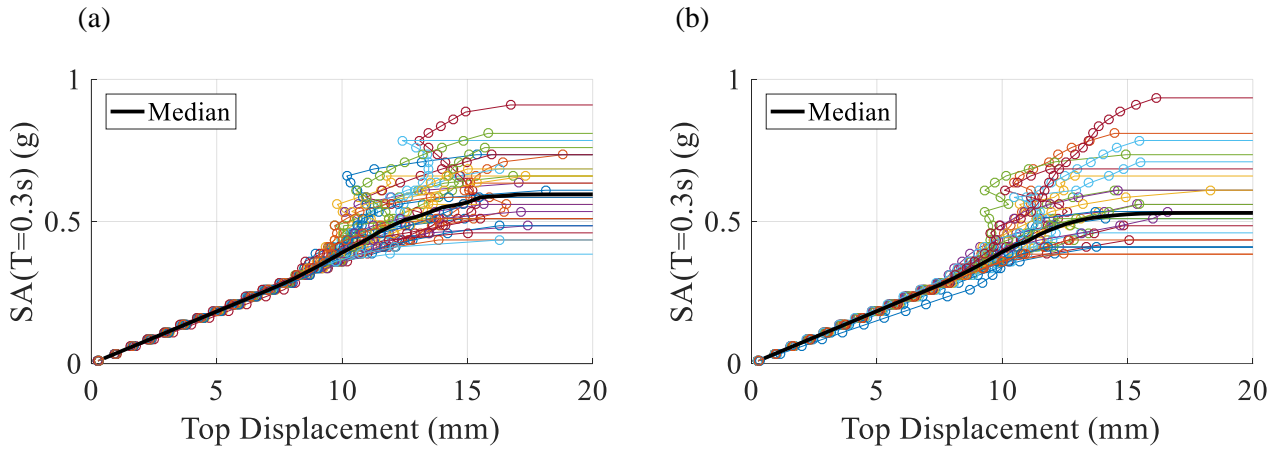 (a)
(b)
1
0.5
0
Median
0
5
10
15
20
Top Displacement (mm)
SA(T=0.3s) (g)
1
0.5
0
Median
0
5
10
15
20
Top Displacement (mm)
SA(T=0.3s) (g)